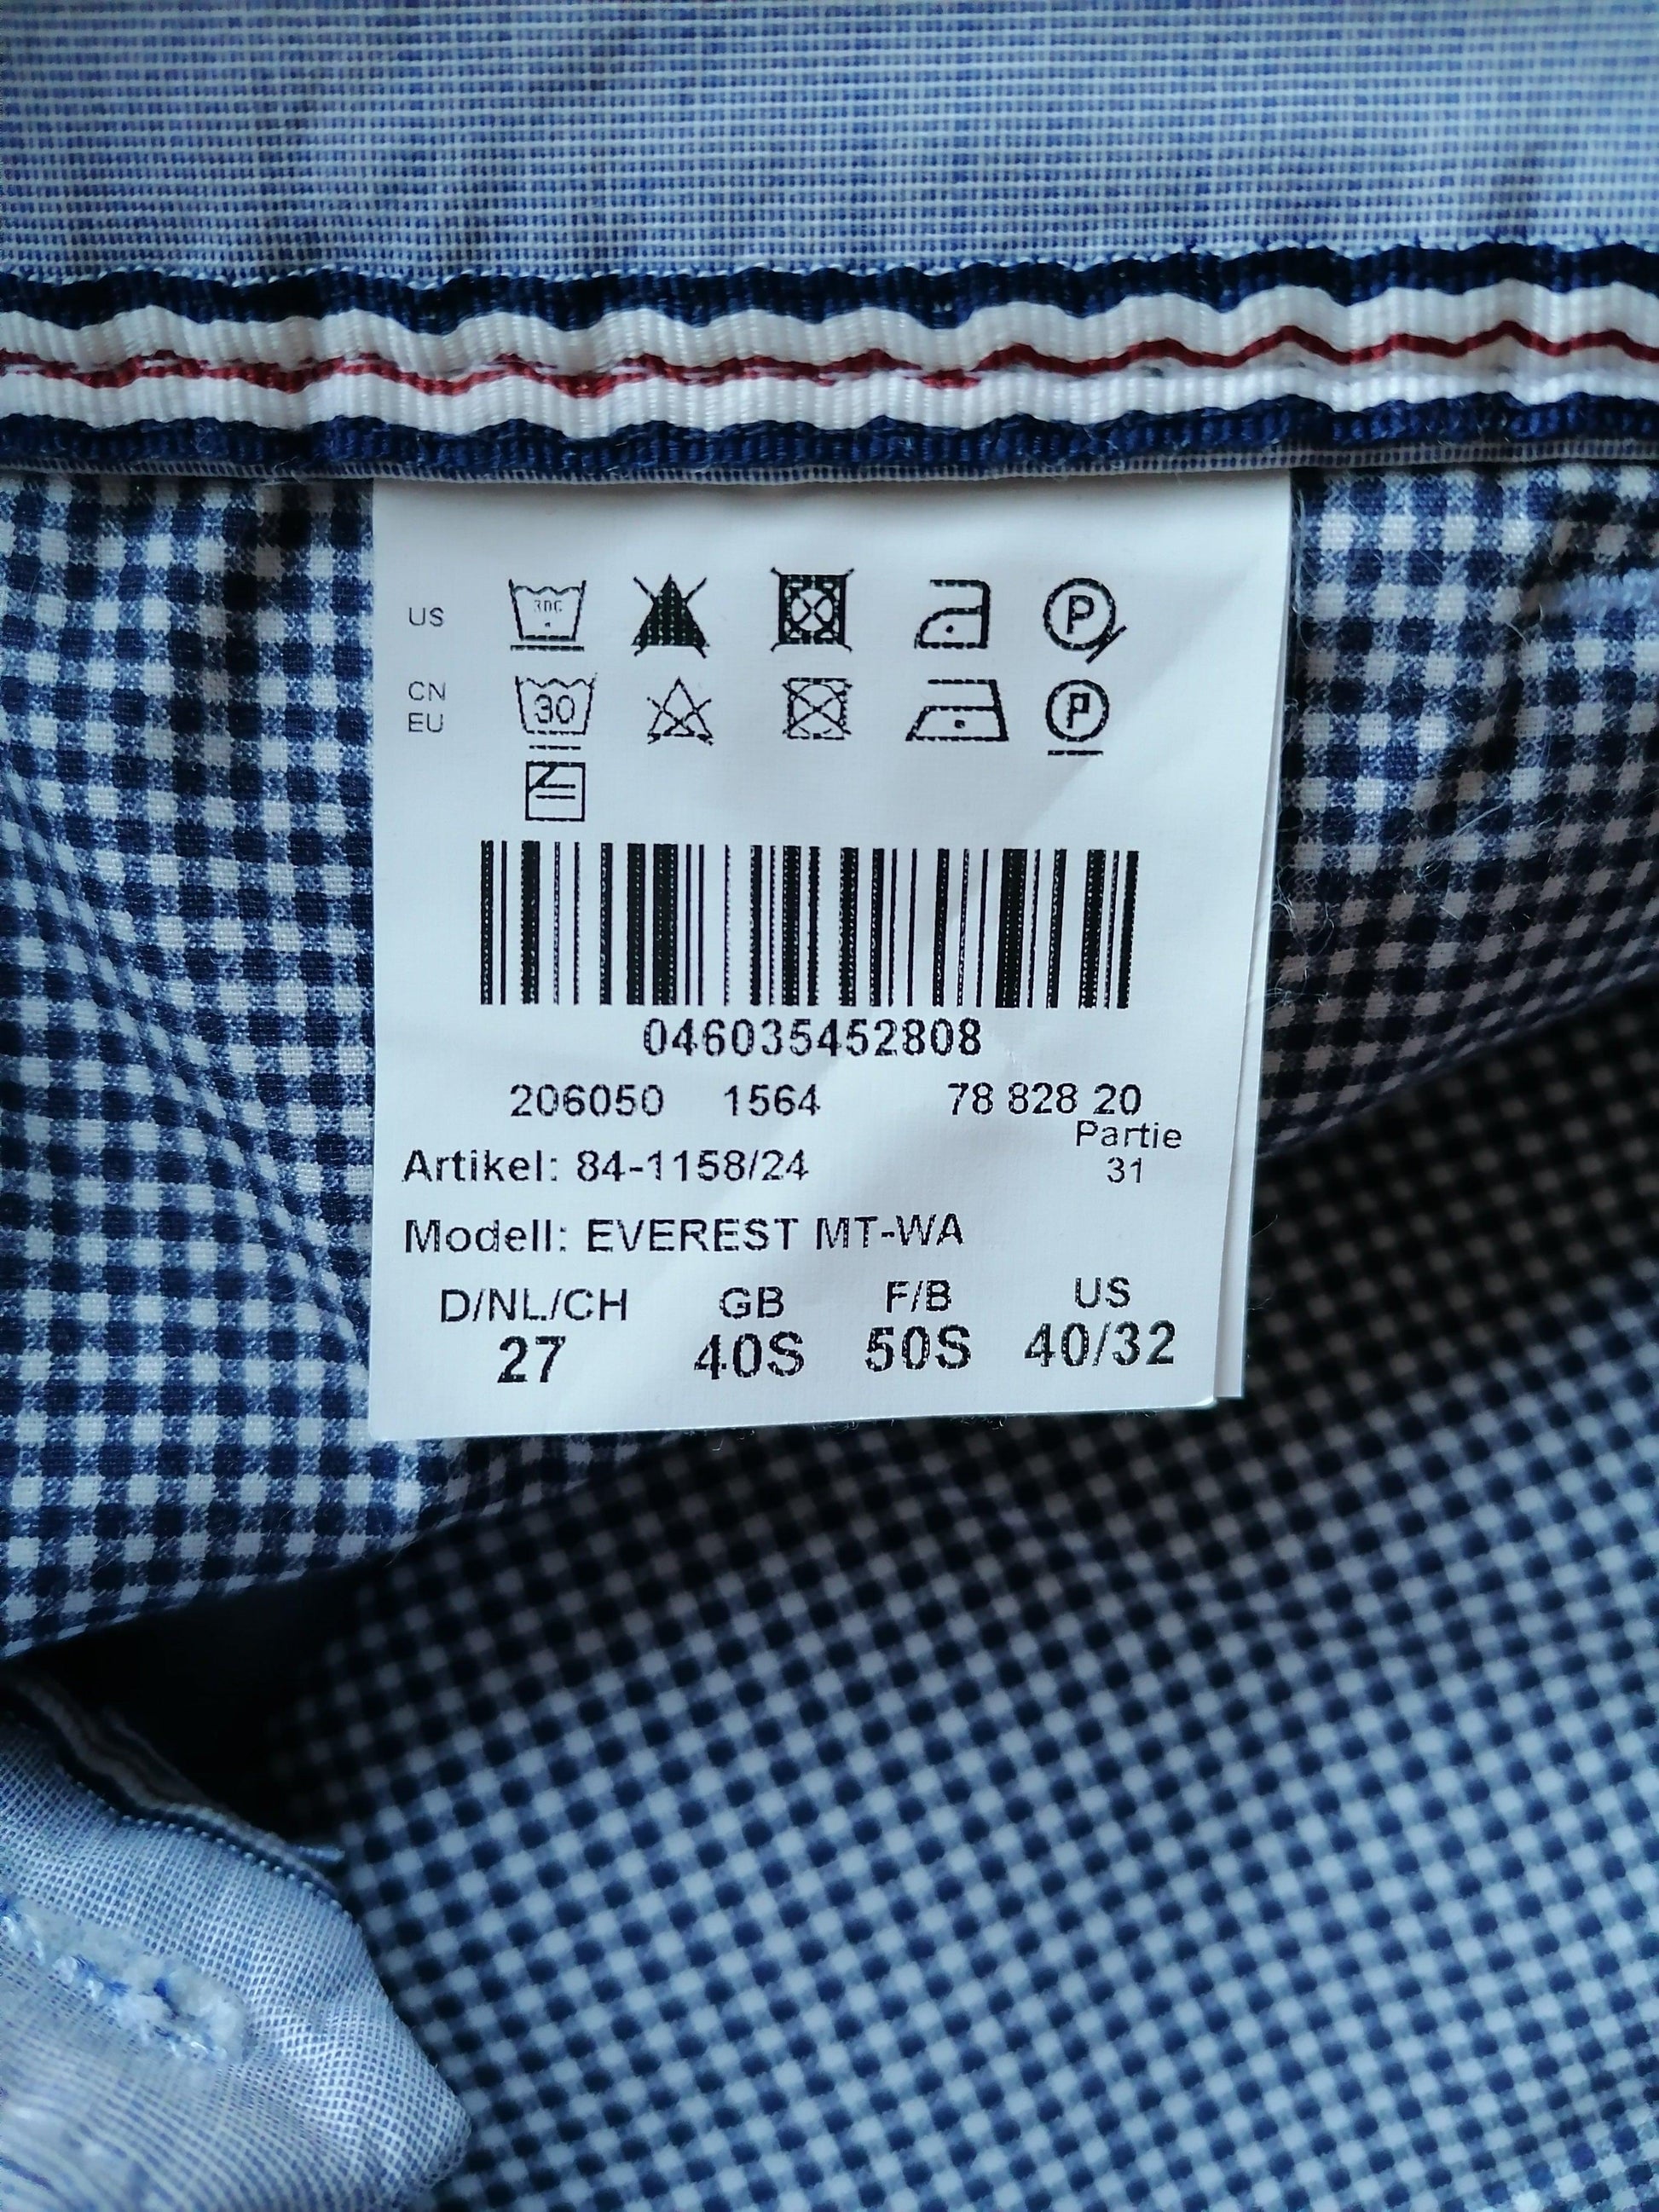 US 30C P
CN
EU 30 P
046035452808
206050 1564 78 828 20
Partie
Artikel: 84-1158/24 31
Modell: EVEREST MT-WA
D/NL/CH GB F/B US
27 40S 50S 40/32